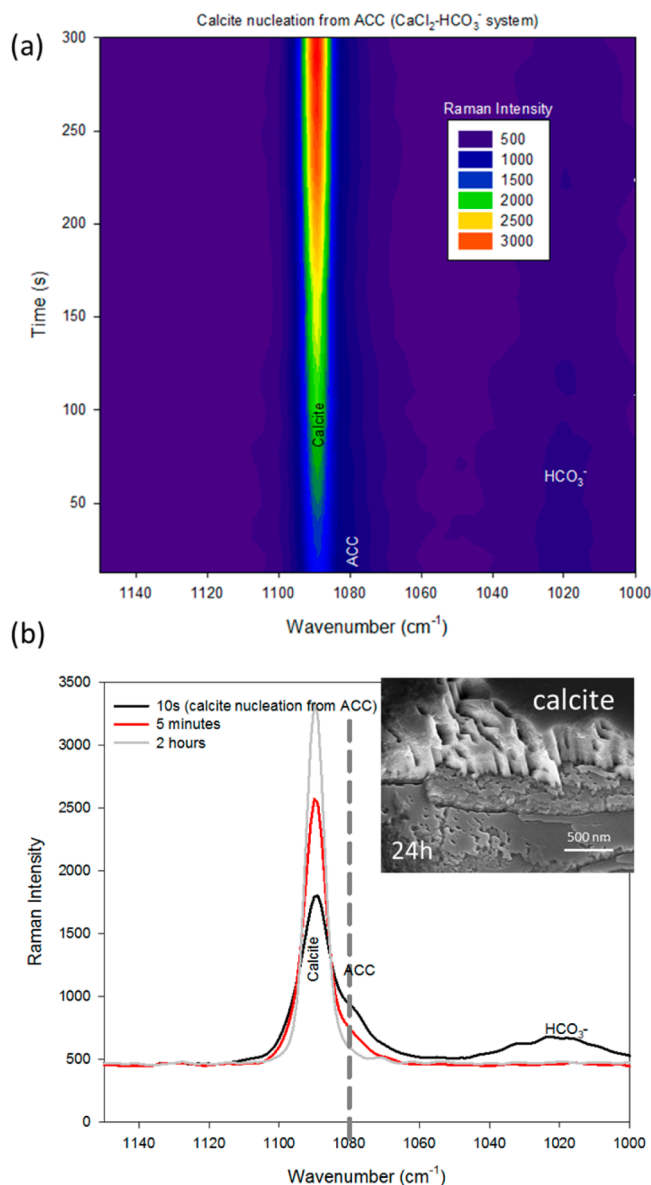 (a)
Calcite nucleation from ACC (CaCl₂-HCO₃⁻ system)
300
250
200
150
100
50
Time (s)
Raman Intensity
500
1000
1500
2000
2500
3000
Calcite
ACC
HCO₃⁻
1140 1120 1100 1080 1060 1040 1020 1000
Wavenumber (cm⁻¹)
(b)
3500
3000
2500
2000
1500
1000
500
0
Raman Intensity
10s (calcite nucleation from ACC)
5 minutes
2 hours
calcite
24h
500 nm
Calcite
ACC
HCO₃-
1140 1120 1100 1080 1060 1040 1020 1000
Wavenumber (cm⁻¹)